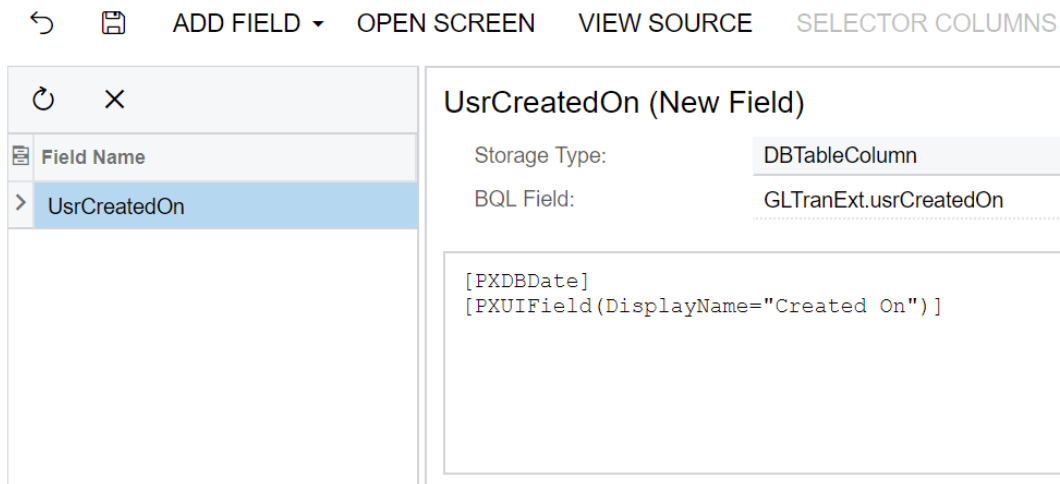 ADD FIELD OPEN SCREEN VIEW SOURCE SELECTOR COLUMNS
Field Name
UsrCreatedOn
UsrCreatedOn (New Field)
Storage Type: DBTableColumn
BQL Field: GLTranExt.usrCreatedOn
[PXDBDate]
[PXUIField(DisplayName="Created On")]